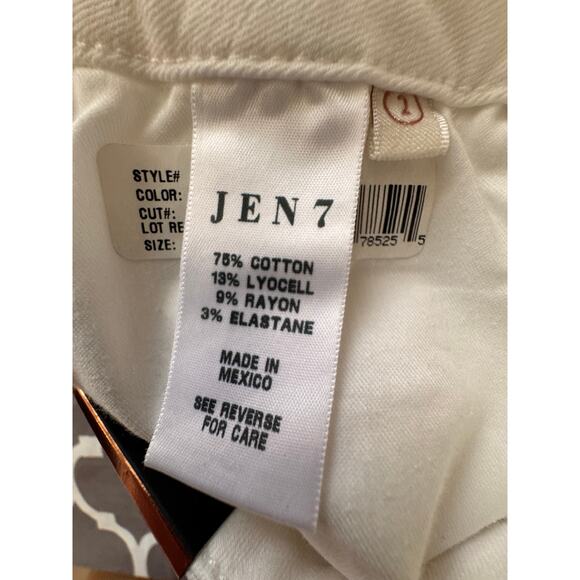 2
STYLE#
COLOR:
CUT#:
LOT RE
SIZE:
78525 5
JEN7
75% COTTON
13% LYOCELL
9% RAYON
3% ELASTANE
MADE IN
MEXICO
SEE REVERSE
FOR CARE